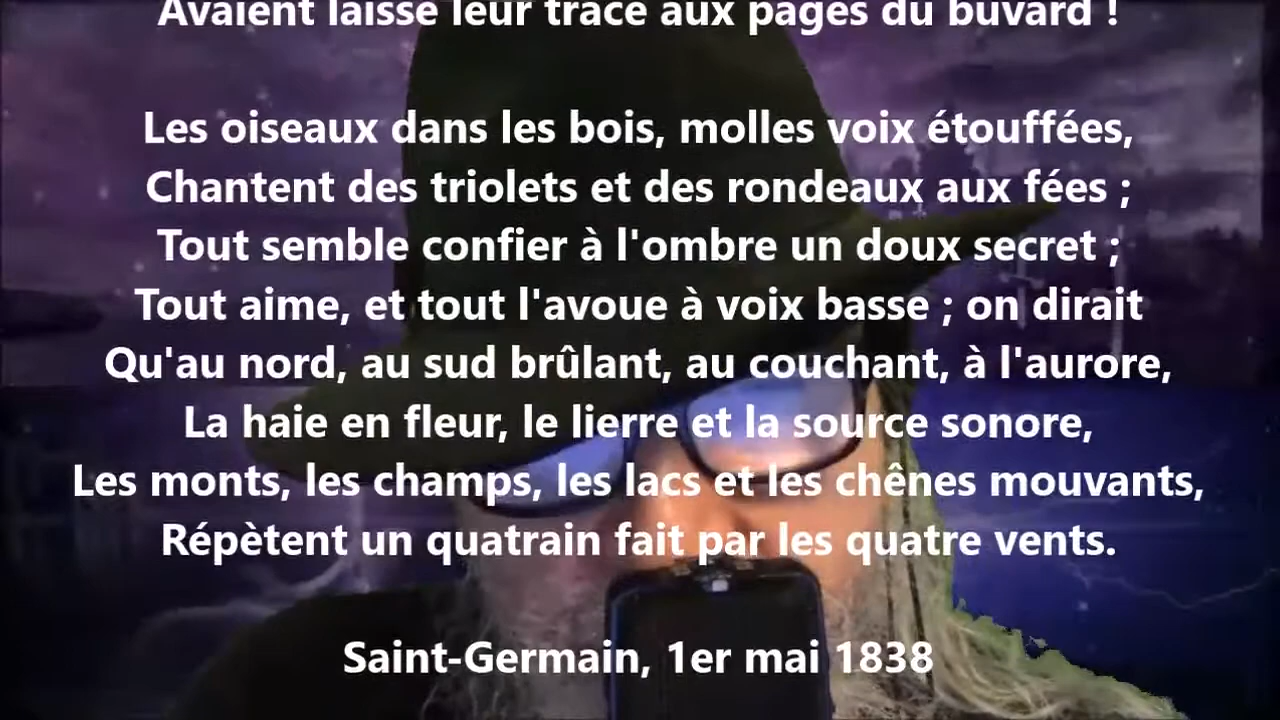 Avaient laissé leur trace aux pages du buvard !
Les oiseaux dans les bois, molles voix étouffées,
Chantent des triolets et des rondeaux aux fées ;
Tout semble confier à l'ombre un doux secret ;
Tout aime, et tout l'avoue à voix basse ; on dirait
Qu'au nord, au sud brûlant, au couchant, à l'aurore,
La haie en fleur, le lierre et la source sonore,
Les monts, les champs, les lacs et les chênes mouvants,
Répètent un quatrain fait par les quatre vents.
Saint-Germain, 1er mai 1838